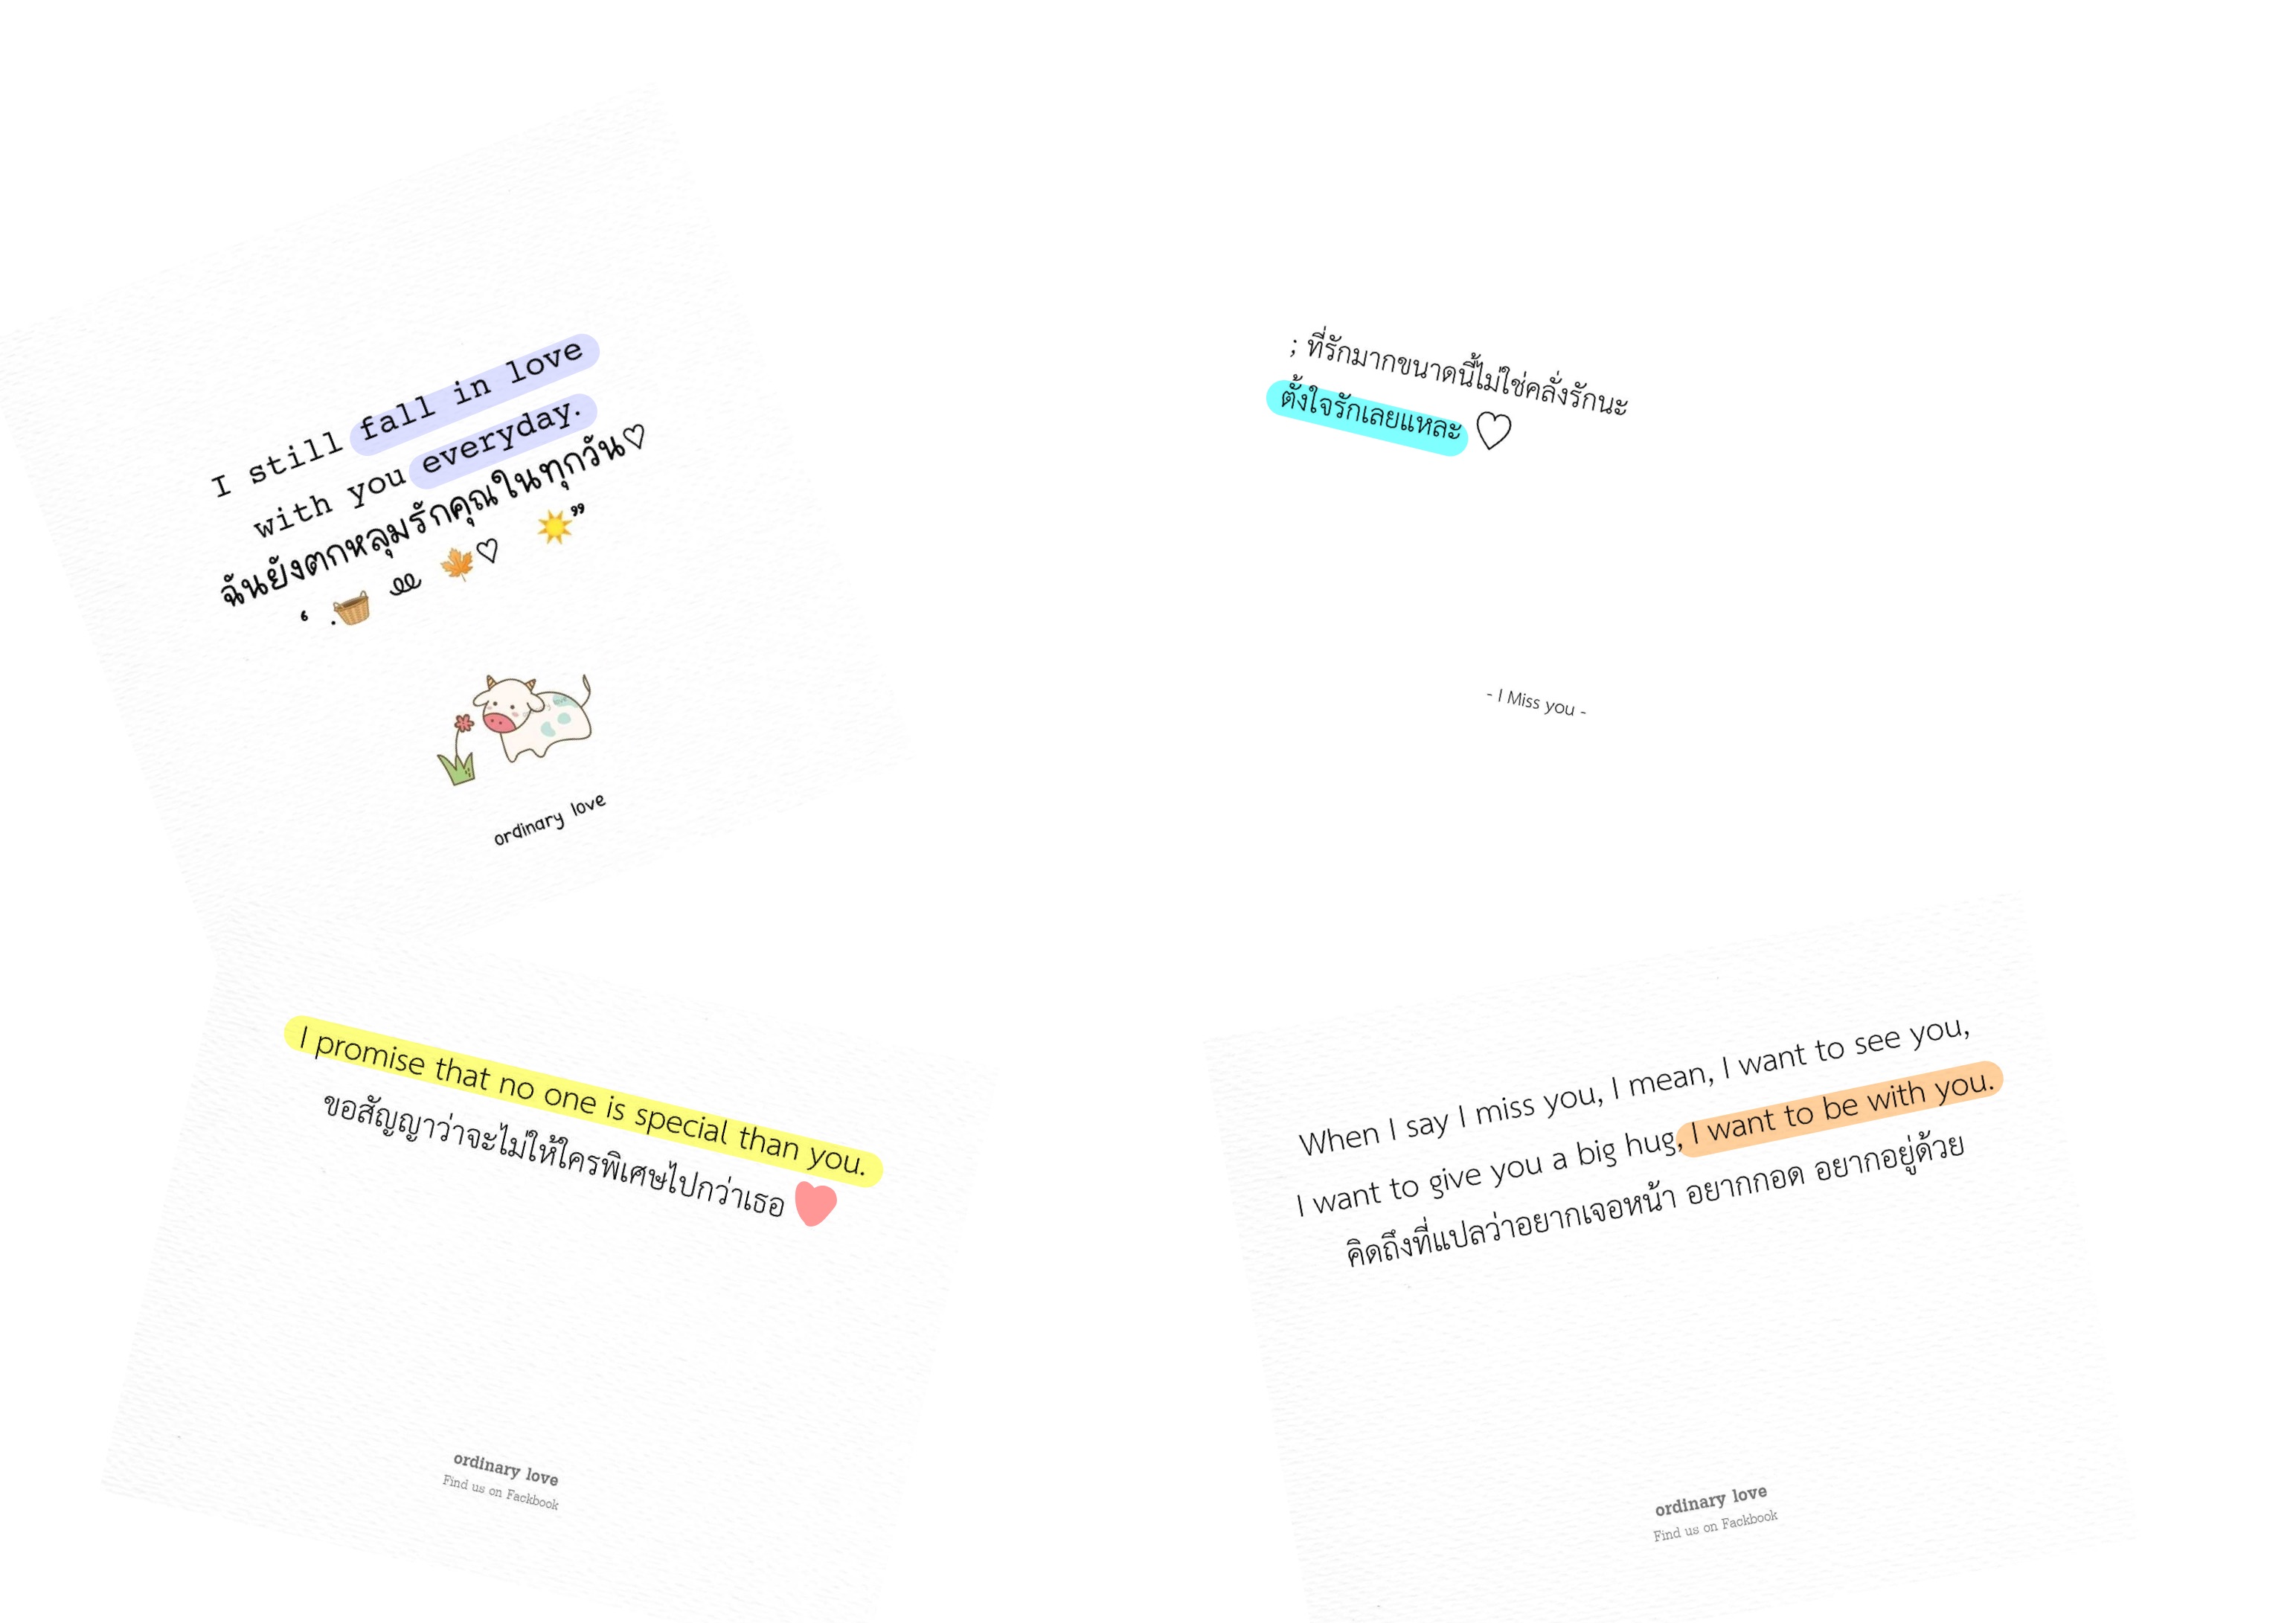 I still fall in love
with you everyday.
ฉันยังตกหลุมรักคุณในทุกวัน♡
‘ .🧺 ᰔ 🍁♡ ☀️”
ordinary love
; ที่รักมากขนาดนี้ไม่ใช่คลั่งรักนะ
ตั้งใจรักเลยแหละ ♡
- I Miss you -
I promise that no one is special than you.
ขอสัญญาว่าจะไม่ให้ใครพิเศษไปกว่าเธอ
ordinary love
Find us on Fackbook
When I say I miss you, I mean, I want to see you,
I want to give you a big hug, I want to be with you.
คิดถึงที่แปลว่าอยากเจอหน้า อยากกอด อยากอยู่ด้วย
ordinary love
Find us on Fackbook